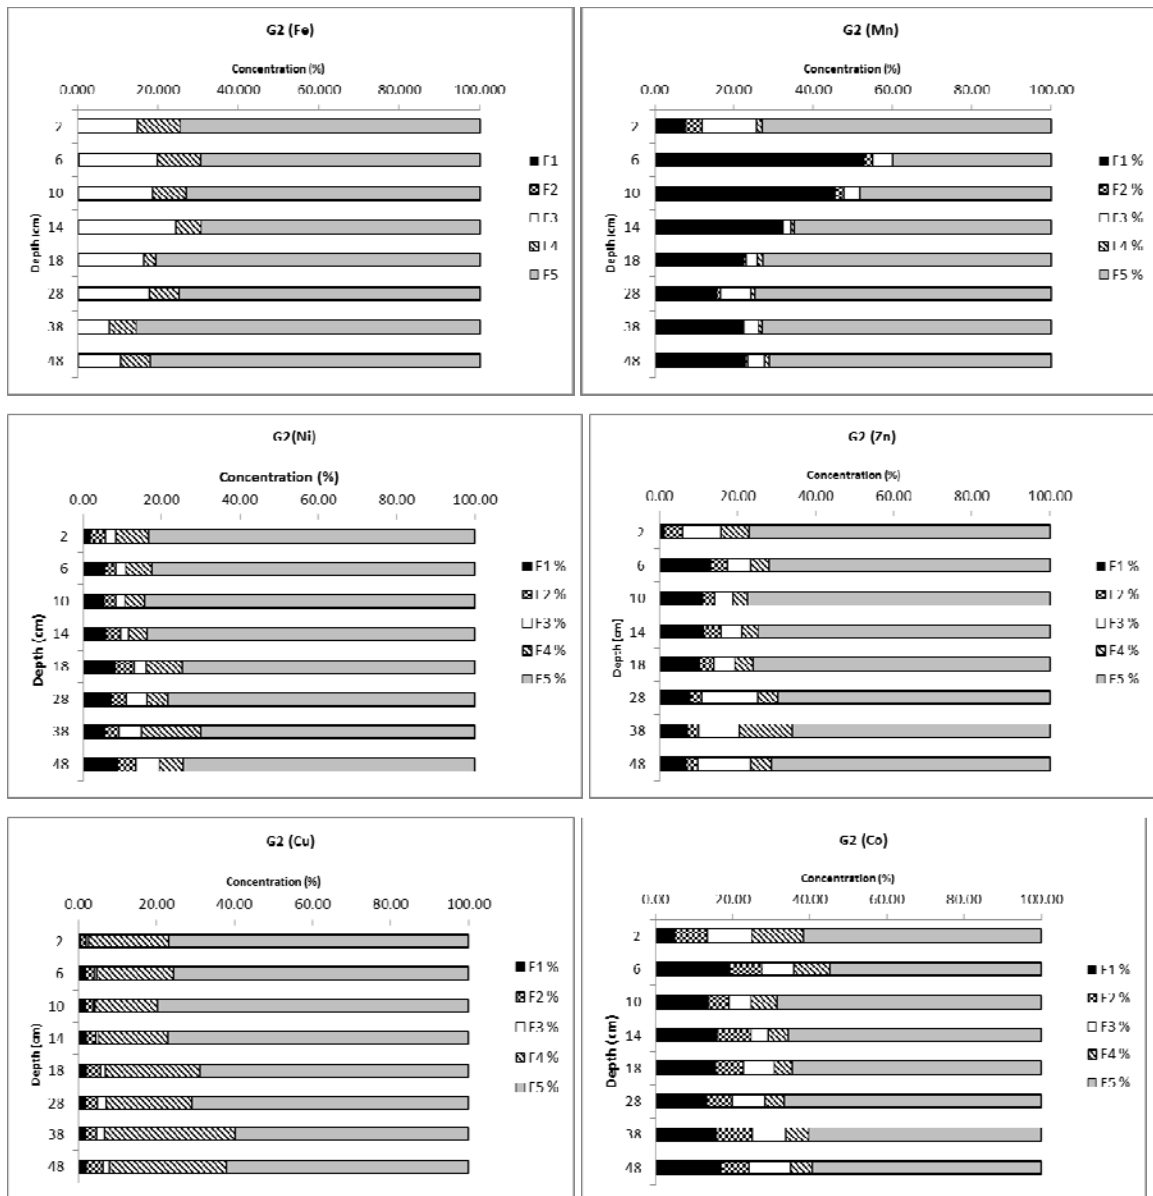 G2 (Fe)
Concentration (%)
0.000 20.000 40.000 60.000 80.000 100.000
Depth (cm)
2
6
10
14
18
28
38
48
F1
F2
F3
F4
F5
G2 (Mn)
Concentration (%)
0.00 20.00 40.00 60.00 80.00 100.00
Depth (cm)
2
6
10
14
18
28
38
48
F1 %
F2 %
F3 %
F4 %
F5 %
G2(Ni)
Concentration (%)
0.00 20.00 40.00 60.00 80.00 100.00
Depth (cm)
2
6
10
14
18
28
38
48
F1 %
F2 %
F3 %
F4 %
F5 %
G2 (Zn)
Concentration (%)
0.00 20.00 40.00 60.00 80.00 100.00
Depth (cm)
2
6
10
14
18
28
38
48
F1 %
F2 %
F3 %
F4 %
F5 %
G2 (Cu)
Concentration (%)
0.00 20.00 40.00 60.00 80.00 100.00
Depth (cm)
2
6
10
14
18
28
38
48
F1 %
F2 %
F3 %
F4 %
F5 %
G2 (Co)
Concentration (%)
0.00 20.00 40.00 60.00 80.00 100.00
Depth (cm)
2
6
10
14
18
28
38
48
F1 %
F2 %
F3 %
F4 %
F5 %